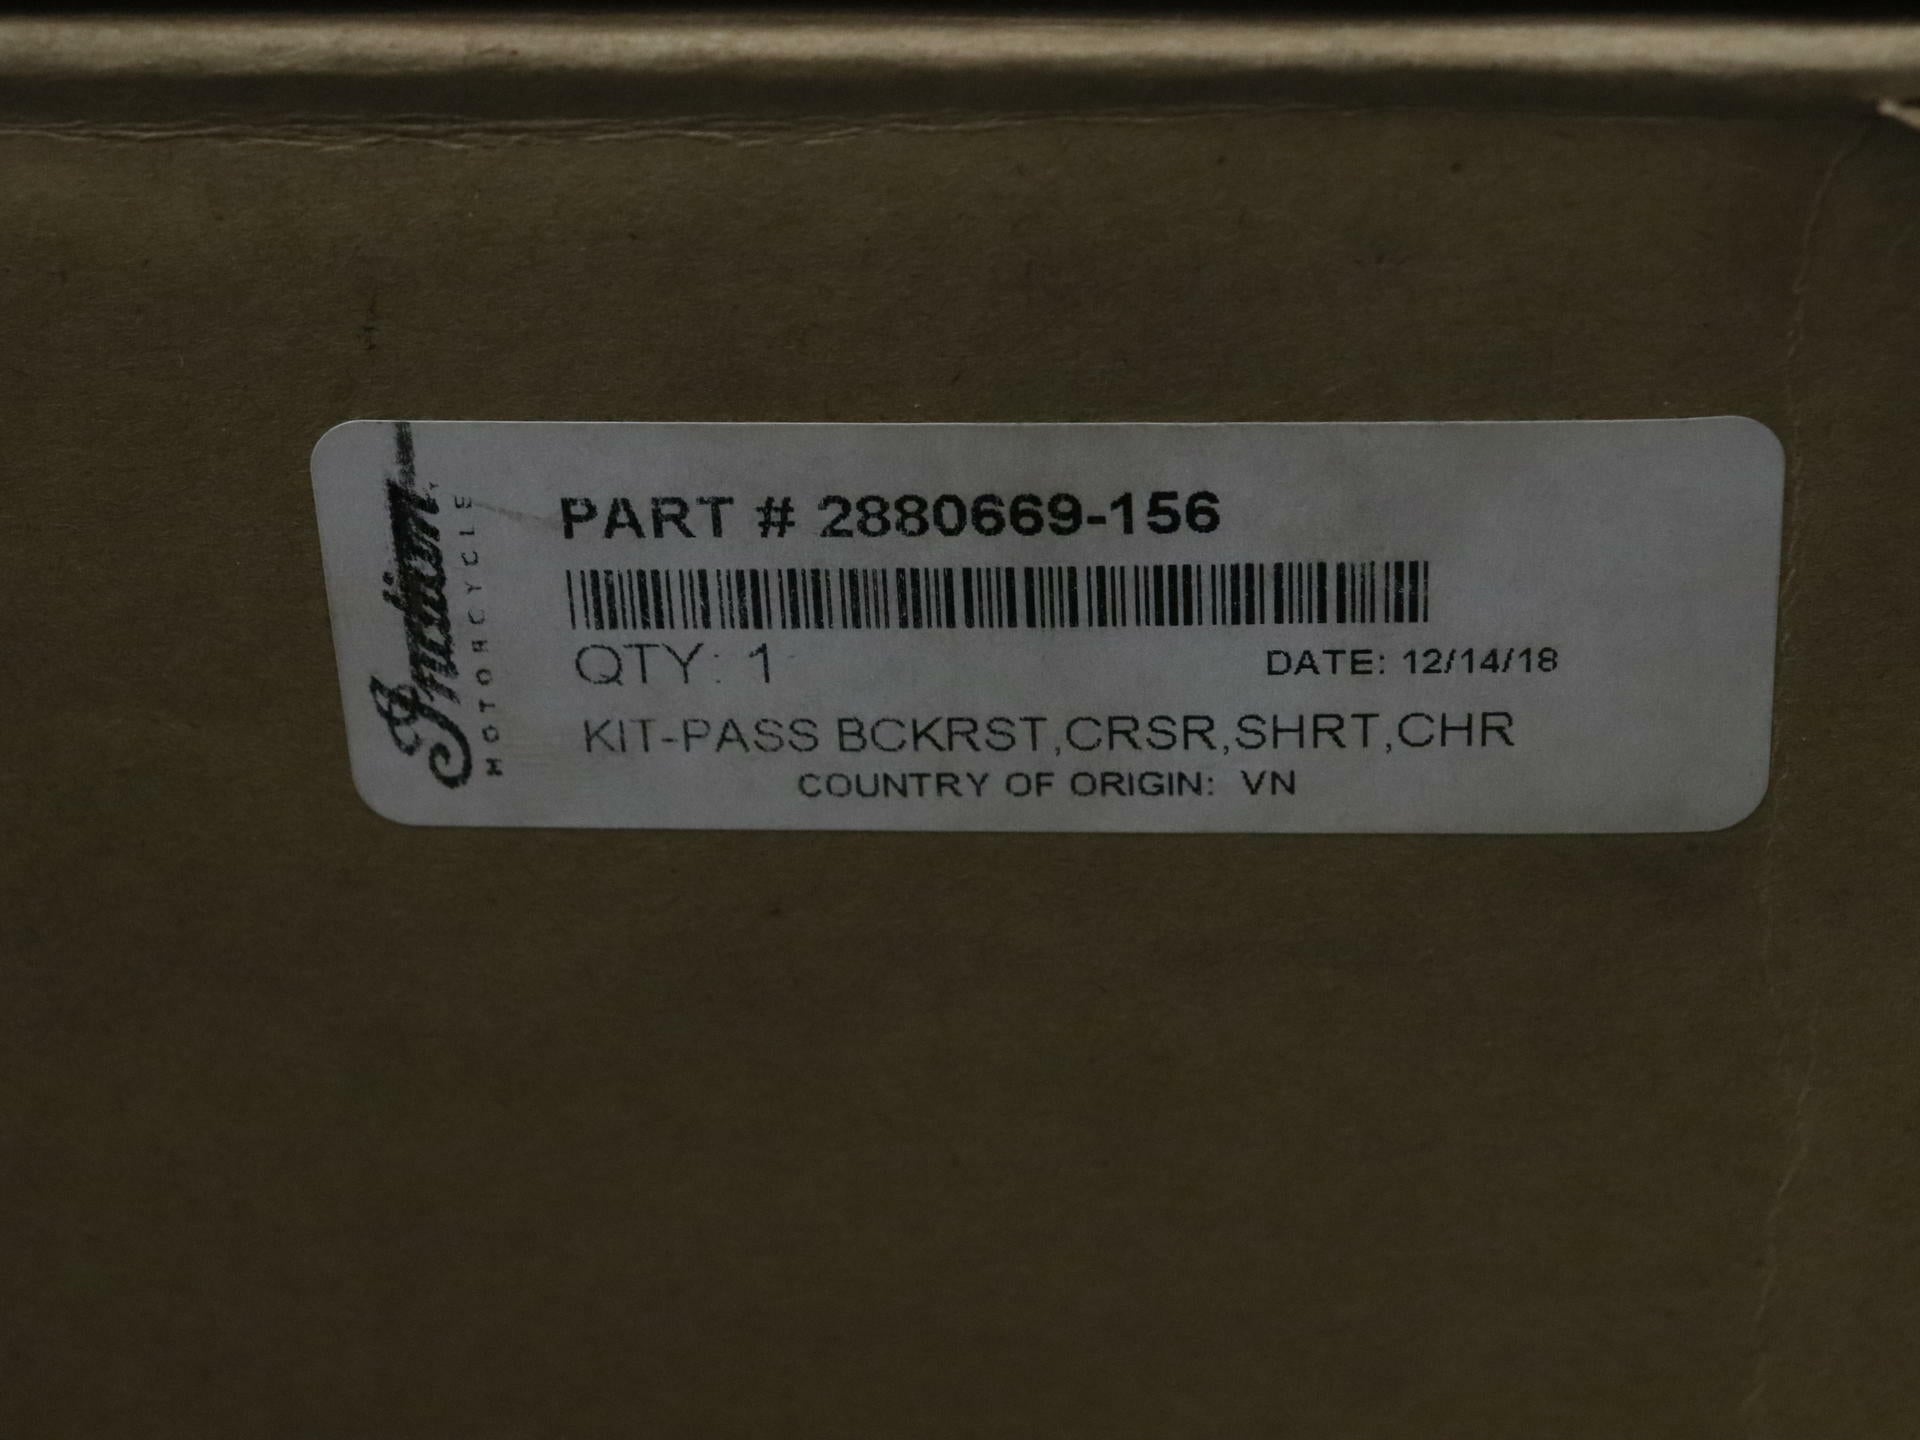 Indian
MOTORCYCLE
PART # 2880669-156
QTY: 1
DATE: 12/14/18
KIT-PASS BCKRST,CRSR,SHRT,CHR
COUNTRY OF ORIGIN: VN